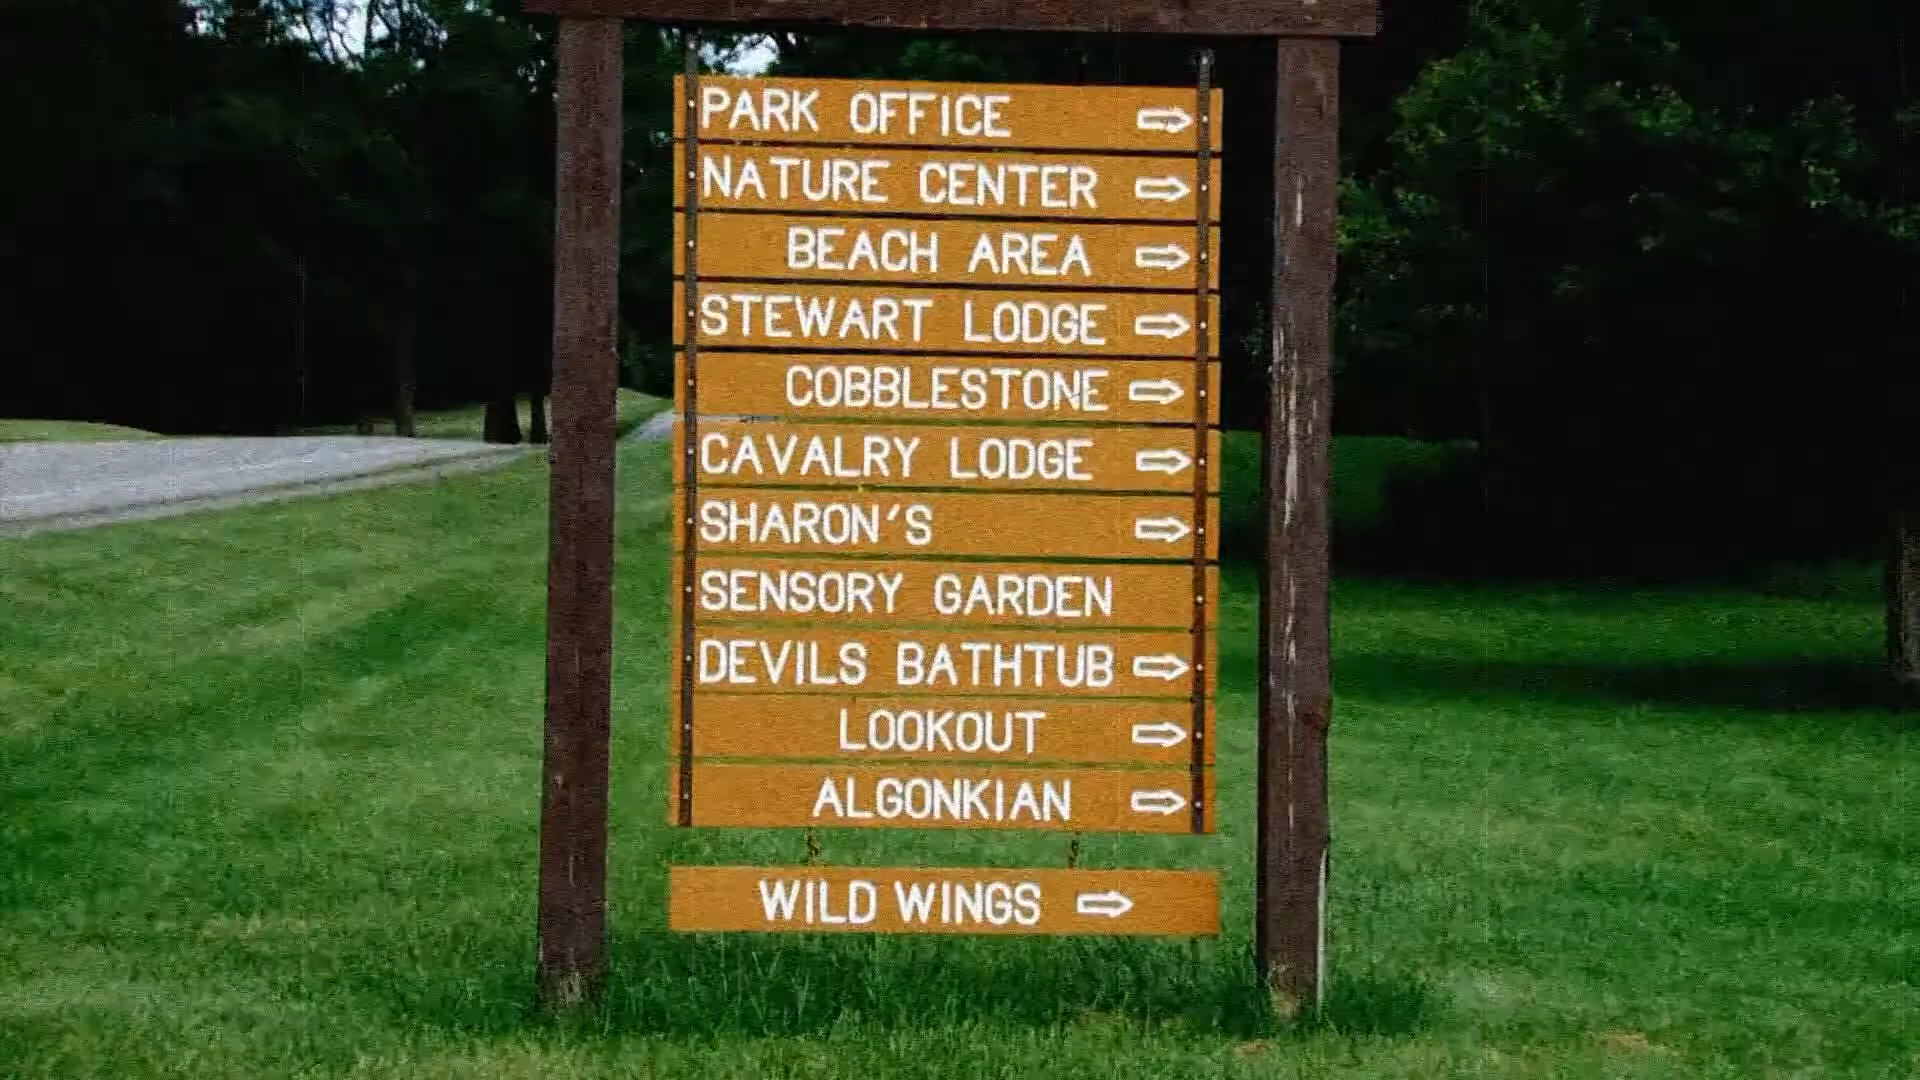 PARK OFFICE
NATURE CENTER
BEACH AREA
STEWART LODGE
COBBLESTONE
CAVALRY LODGE
SHARON'S
SENSORY GARDEN
DEVILS BATHTUB
LOOKOUT
ALGONKIAN
WILD WINGS